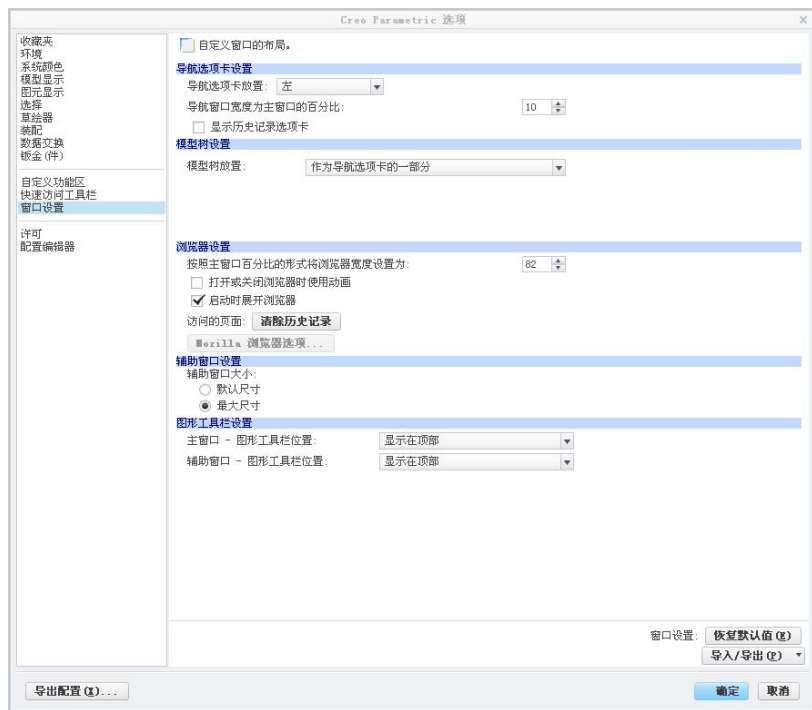 Creo Parametric 选项
收藏夹
环境
系统颜色
模型显示
图元显示
选择
草绘器
装配
数据交换
钣金(件)
自定义功能区
快速访问工具栏
窗口设置
许可
配置编辑器
自定义窗口的布局。
导航选项卡设置
导航选项卡放置: 左
导航窗口宽度为主窗口的百分比: 10
显示历史记录选项卡
模型树设置
模型树放置: 作为导航选项卡的一部分
浏览器设置
按照主窗口百分比的形式将浏览器宽度设置为: 82
打开或关闭浏览器时使用动画
启动时展开浏览器
访问的页面: 清除历史记录
Mozilla 浏览器选项...
辅助窗口设置
辅助窗口大小:
默认尺寸
最大尺寸
图形工具栏设置
主窗口 - 图形工具栏位置: 显示在顶部
辅助窗口 - 图形工具栏位置: 显示在顶部
窗口设置: 恢复默认值(E)
导入/导出(P)
导出配置(X)...
确定 取消